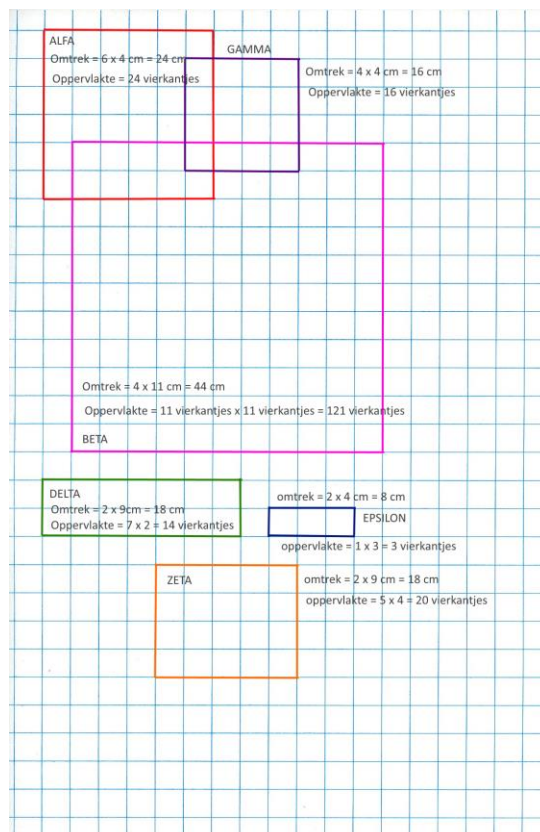 ALFA
Omtrek = 6 x 4 cm = 24 cm
Oppervlakte = 24 vierkantjes
GAMMA
Omtrek = 4 x 4 cm = 16 cm
Oppervlakte = 16 vierkantjes
Omtrek = 4 x 11 cm = 44 cm
Oppervlakte = 11 vierkantjes x 11 vierkantjes = 121 vierkantjes
BETA
DELTA
Omtrek = 2 x 9cm = 18 cm
Oppervlakte = 7 x 2 = 14 vierkantjes
omtrek = 2 x 4 cm = 8 cm
EPSILON
oppervlakte = 1 x 3 = 3 vierkantjes
ZETA
omtrek = 2 x 9 cm = 18 cm
oppervlakte = 5 x 4 = 20 vierkantjes